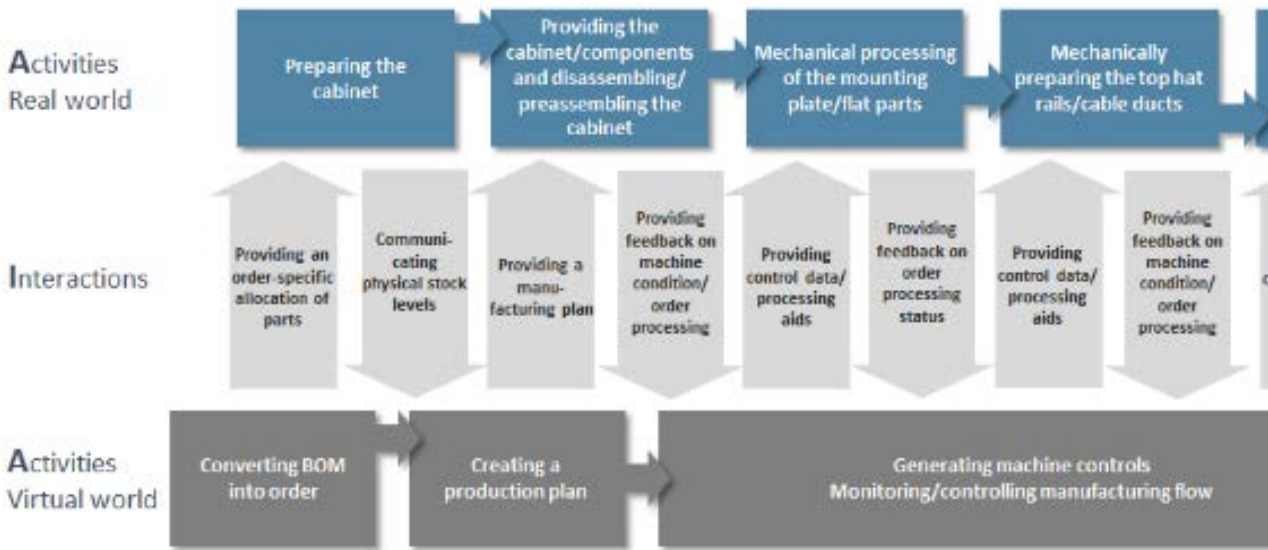 Activities
Real world
Preparing the
cabinet
Providing the
cabinet/components
and disassembling/
preassembling the
cabinet
Mechanical processing
of the mounting
plate/flat parts
Mechanically
preparing the top hat
rails/cable ducts
Interactions
Providing an
order-specific
allocation of
parts
Communi-
cating
physical stock
levels
Providing a
manu-
facturing plan
Providing
feedback on
machine
condition/
order
processing
Providing
control data/
processing
aids
Providing
feedback on
order
processing
status
Providing
control data/
processing
aids
Providing
feedback on
machine
condition/
order
processing
Activities
Virtual world
Converting BOM
into order
Creating a
production plan
Generating machine controls
Monitoring/controlling manufacturing flow